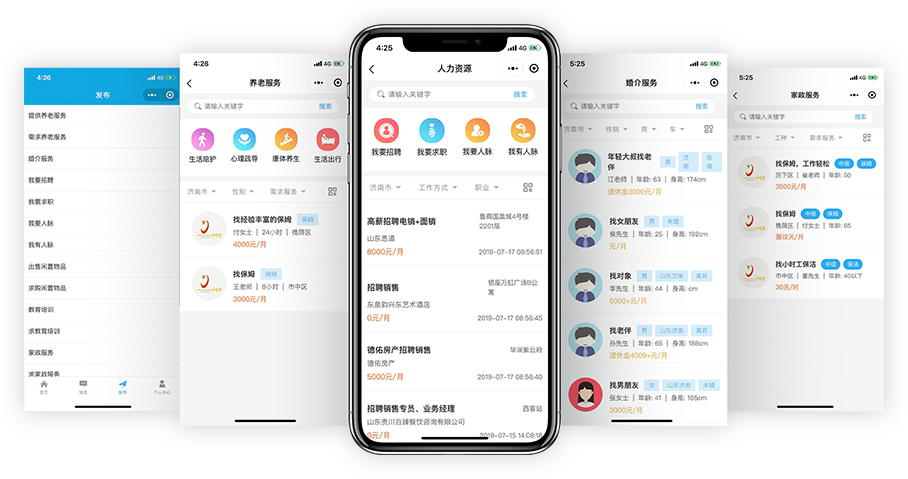 4:26
4G
发布
提供养老服务
需求养老服务
婚介服务
我要招聘
我要求职
我要人脉
我有人脉
出售闲置物品
求购闲置物品
教育培训
求教育培训
家政服务
求家政服务
首页
消息
发布
个人中心
4:26
4G
养老服务
请输入关键字
搜索
生活陪护
心理疏导
康体养生
生活出行
济南市
性别
需求服务
找经验丰富的保姆 保姆
付女士 | 24小时 | 槐荫区
4000元/月
找保姆 保姆
王老师 | 8小时 | 市中区
3000元/月
4:25
4G
人力资源
请输入关键字
搜索
我要招聘
我要求职
我要人脉
我有人脉
济南市
工作方式
职业
高薪招聘电销+面销
鲁商国奥城4号楼
2201层
山东恩道
8000元/月
2019-07-17 08:56:51
招聘销售
银座万虹广场B公
寓
东泉韵兴东艺术酒店
0元/月
2019-07-17 08:56:45
德佑房产招聘销售
华润紫云府
德佑房产
5000元/月
2019-07-17 08:56:40
招聘销售专员、业务经理
西客站
山东贵川百臻餐饮咨询有限公司
0元/月
2019-07-15 14:08:18
5:25
4G
婚介服务
请输入关键字
搜索
济南市
性别
房
车
年轻大叔找老
伴
男
济
南
丧
偶
江老师 | 年龄: 63 | 身高: 174cm
退休金3000元/月
找女朋友 男 未婚
侯先生 | 年龄: 25 | 身高: 192cm
元/月
找对象 男 山东济南 离异
李先生 | 年龄: 44 | 身高: cm
6000+元/月
找老伴 男 山东济南 离异
孙先生 | 年龄: 65 | 身高: 186cm
退休金4009+元/月
找男朋友 女 山东济南 未婚
张女士 | 年龄: 41 | 身高: 165cm
3000元/月
5:25
4G
家政服务
请输入关键字
搜索
济南市
工种
需求服务
找保姆，工作轻松 中级 保姆
历下区 | 崔老师 | 年龄: 50
3500元/月
找保姆 中级 保姆
槐荫区 | 付女士 | 年龄: 65
面议元/月
找小时工保洁 中级 保洁
市中区 | 董先生 | 年龄: 40以下
30元/时